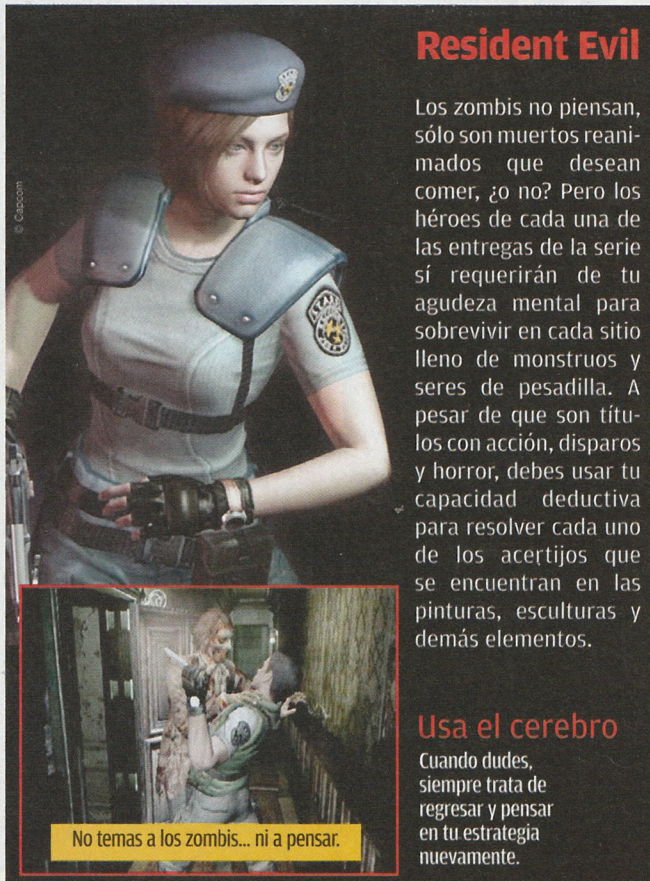 Resident Evil
Los zombis no piensan,
sólo son muertos reani-
mados que desean
comer, ¿o no? Pero los
héroes de cada una de
las entregas de la serie
sí requerirán de tu
agudeza mental para
sobrevivir en cada sitio
lleno de monstruos y
seres de pesadilla. A
pesar de que son títu-
los con acción, disparos
y horror, debes usar tu
capacidad deductiva
para resolver cada uno
de los acertijos que
se encuentran en las
pinturas, esculturas y
demás elementos.
Usa el cerebro
Cuando dudes,
siempre trata de
regresar y pensar
en tu estrategia
nuevamente.
© Capcom
No temas a los zombis... ni a pensar.